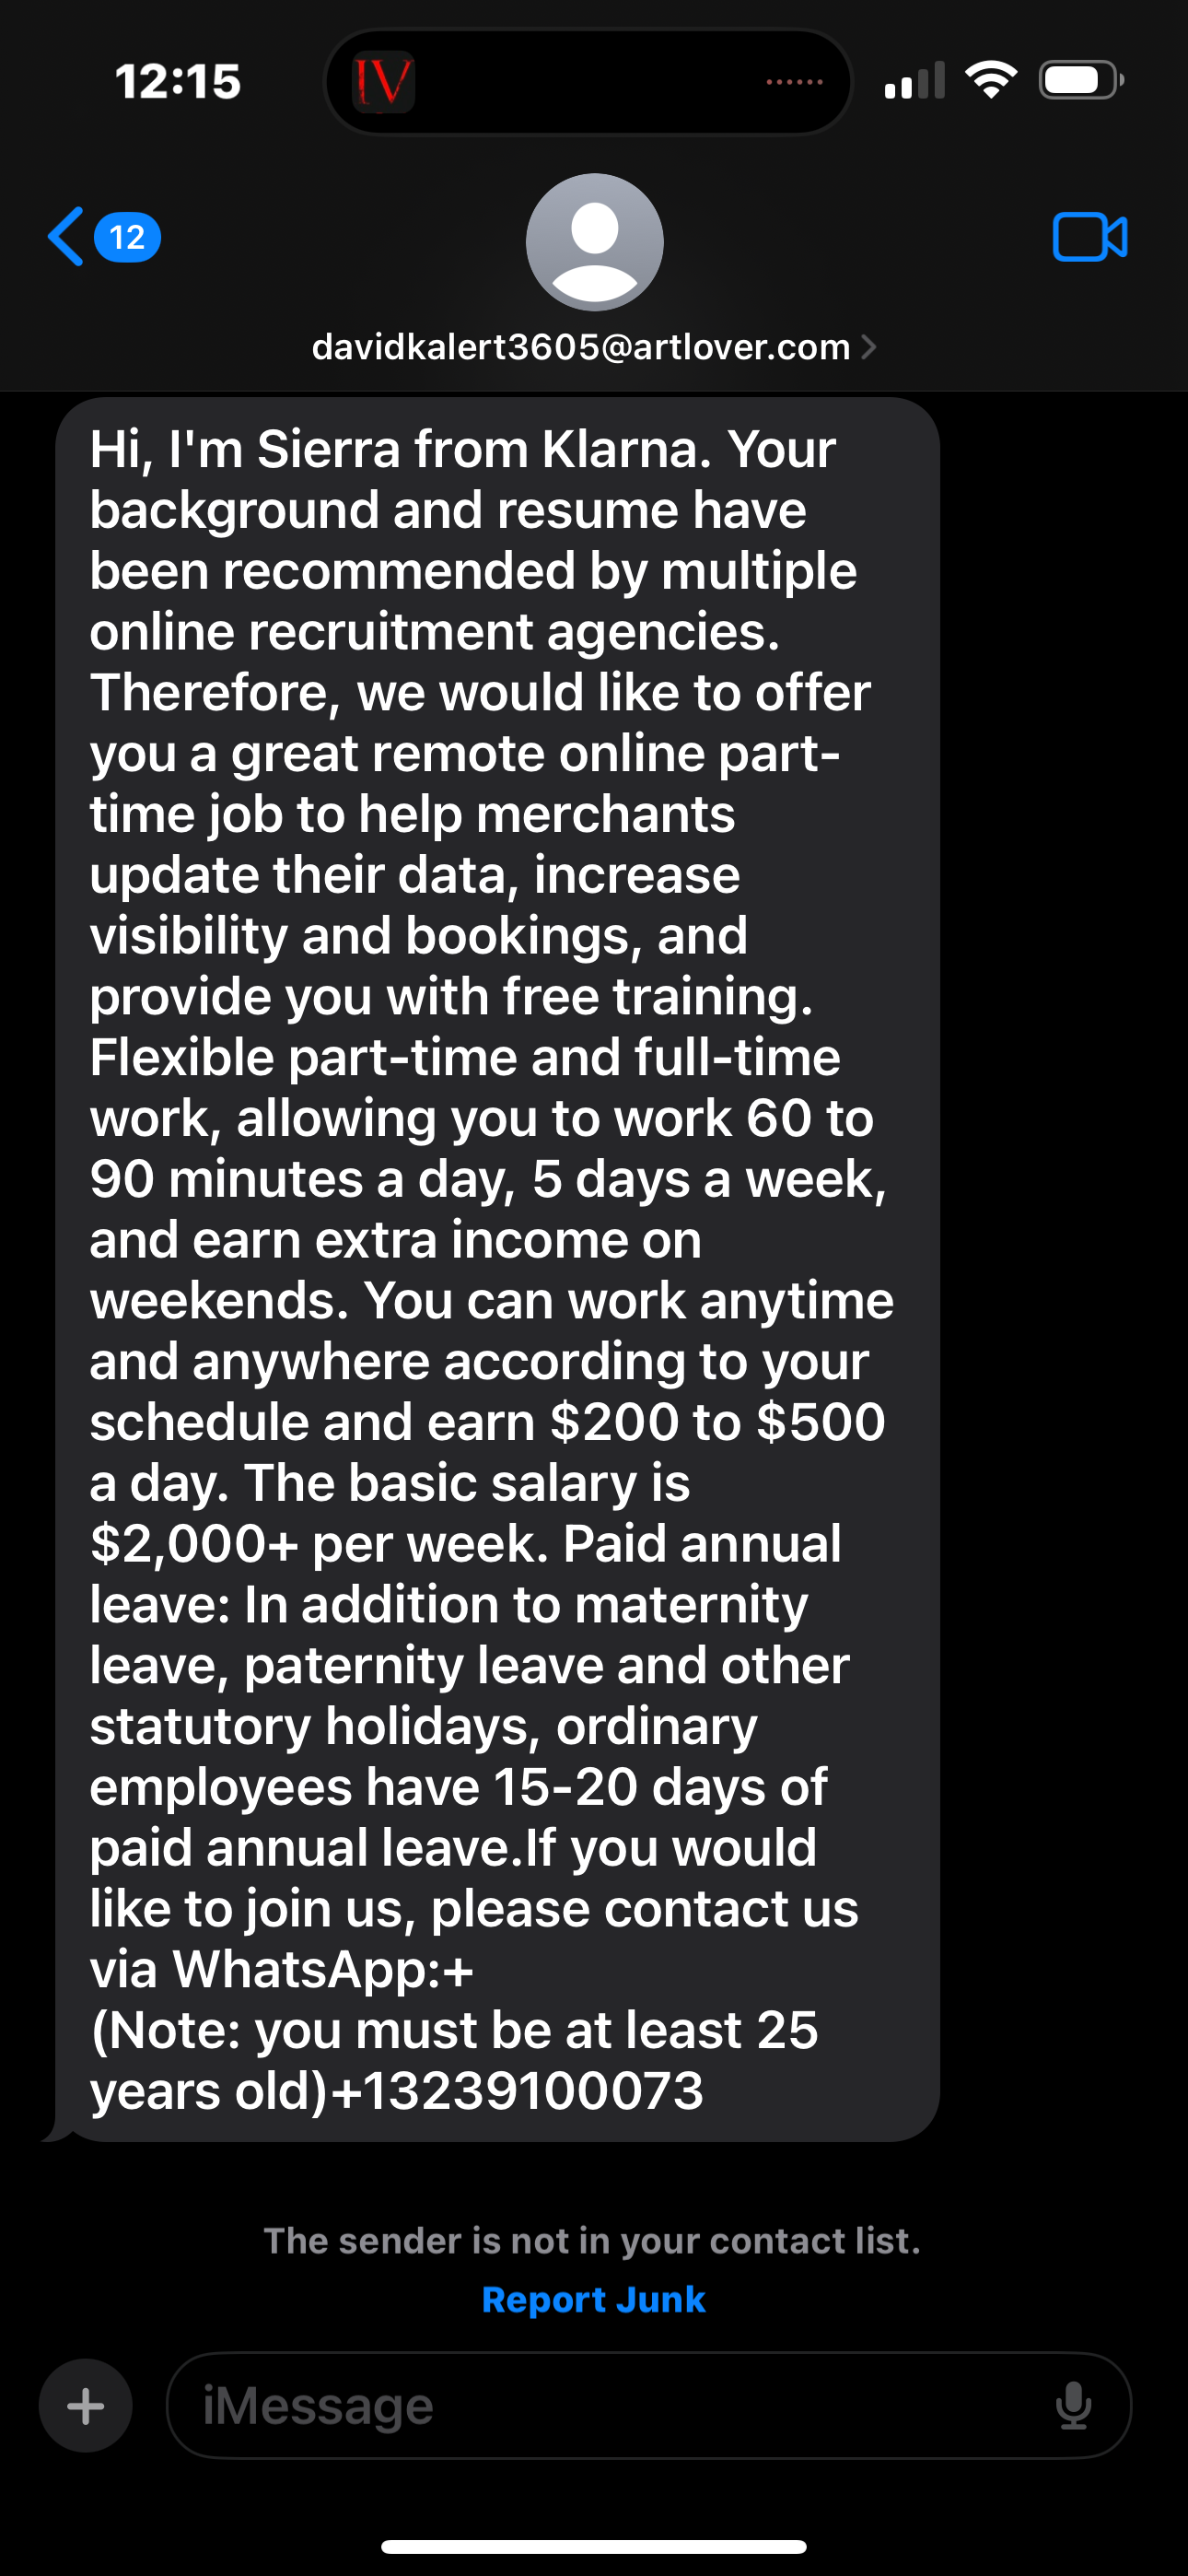 12:15
IV
12
davidkalert3605@artlover.com
Hi, I'm Sierra from Klarna. Your
background and resume have
been recommended by multiple
online recruitment agencies.
Therefore, we would like to offer
you a great remote online part-
time job to help merchants
update their data, increase
visibility and bookings, and
provide you with free training.
Flexible part-time and full-time
work, allowing you to work 60 to
90 minutes a day, 5 days a week,
and earn extra income on
weekends. You can work anytime
and anywhere according to your
schedule and earn $200 to $500
a day. The basic salary is
$2,000+ per week. Paid annual
leave: In addition to maternity
leave, paternity leave and other
statutory holidays, ordinary
employees have 15-20 days of
paid annual leave.If you would
like to join us, please contact us
via WhatsApp:+
(Note: you must be at least 25
years old)+13239100073
The sender is not in your contact list.
Report Junk
iMessage